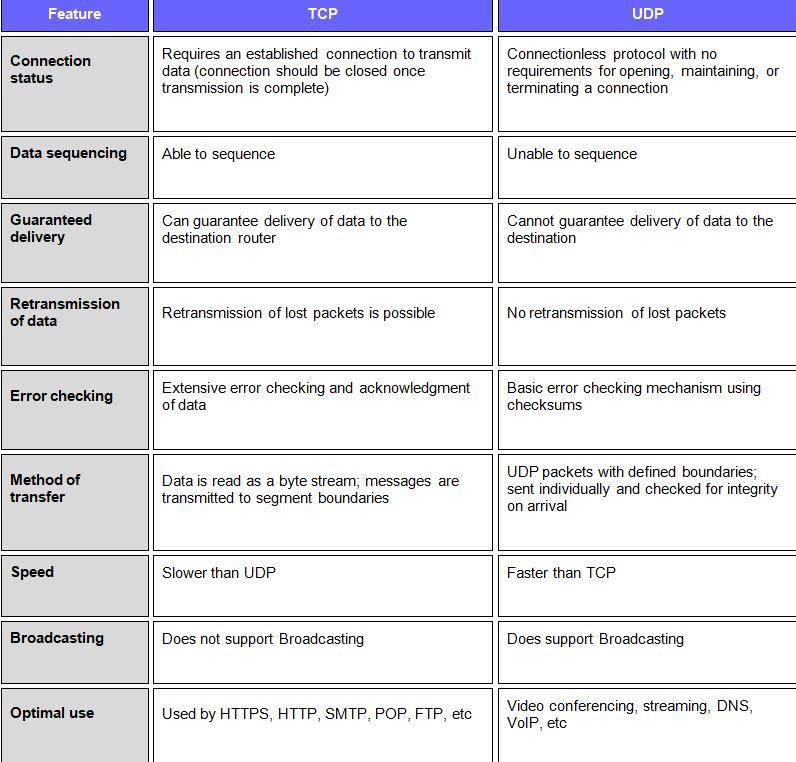 Feature
TCP
UDP
Connection
status
Requires an established connection to transmit
data (connection should be closed once
transmission is complete)
Connectionless protocol with no
requirements for opening, maintaining, or
terminating a connection
Data sequencing
Able to sequence
Unable to sequence
Guaranteed
delivery
Can guarantee delivery of data to the
destination router
Cannot guarantee delivery of data to the
destination
Retransmission
of data
Retransmission of lost packets is possible
No retransmission of lost packets
Error checking
Extensive error checking and acknowledgment
of data
Basic error checking mechanism using
checksums
Method of
transfer
Data is read as a byte stream; messages are
transmitted to segment boundaries
UDP packets with defined boundaries;
sent individually and checked for integrity
on arrival
Speed
Slower than UDP
Faster than TCP
Broadcasting
Does not support Broadcasting
Does support Broadcasting
Optimal use
Used by HTTPS, HTTP, SMTP, POP, FTP, etc
Video conferencing, streaming, DNS,
VoIP, etc